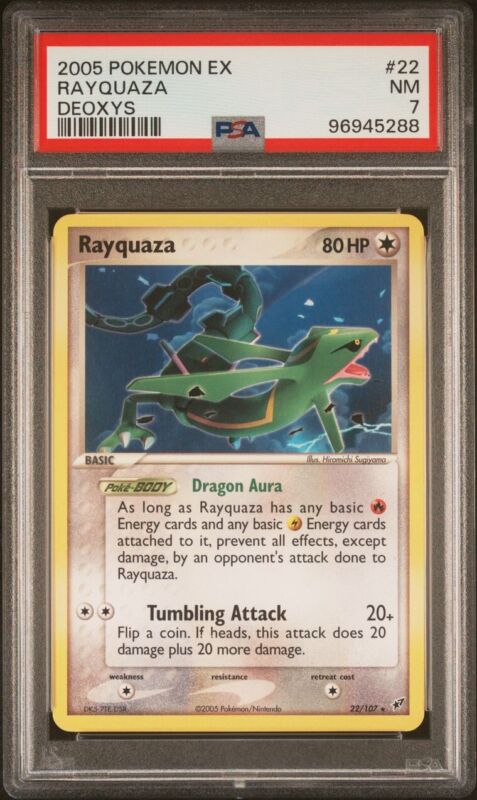 2005 POKEMON EX #22
RAYQUAZA NM
DEOXYS 7
PSA 96945288
Rayquaza 80 HP
BASIC
Illus. Hiromichi Sugiyama
Poké-BODY Dragon Aura
As long as Rayquaza has any basic
Energy cards and any basic Energy cards
attached to it, prevent all effects, except
damage, by an opponent's attack done to
Rayquaza.
Tumbling Attack 20+
Flip a coin. If heads, this attack does 20
damage plus 20 more damage.
weakness resistance retreat cost
©2005 Pokémon/Nintendo 22/107 ★